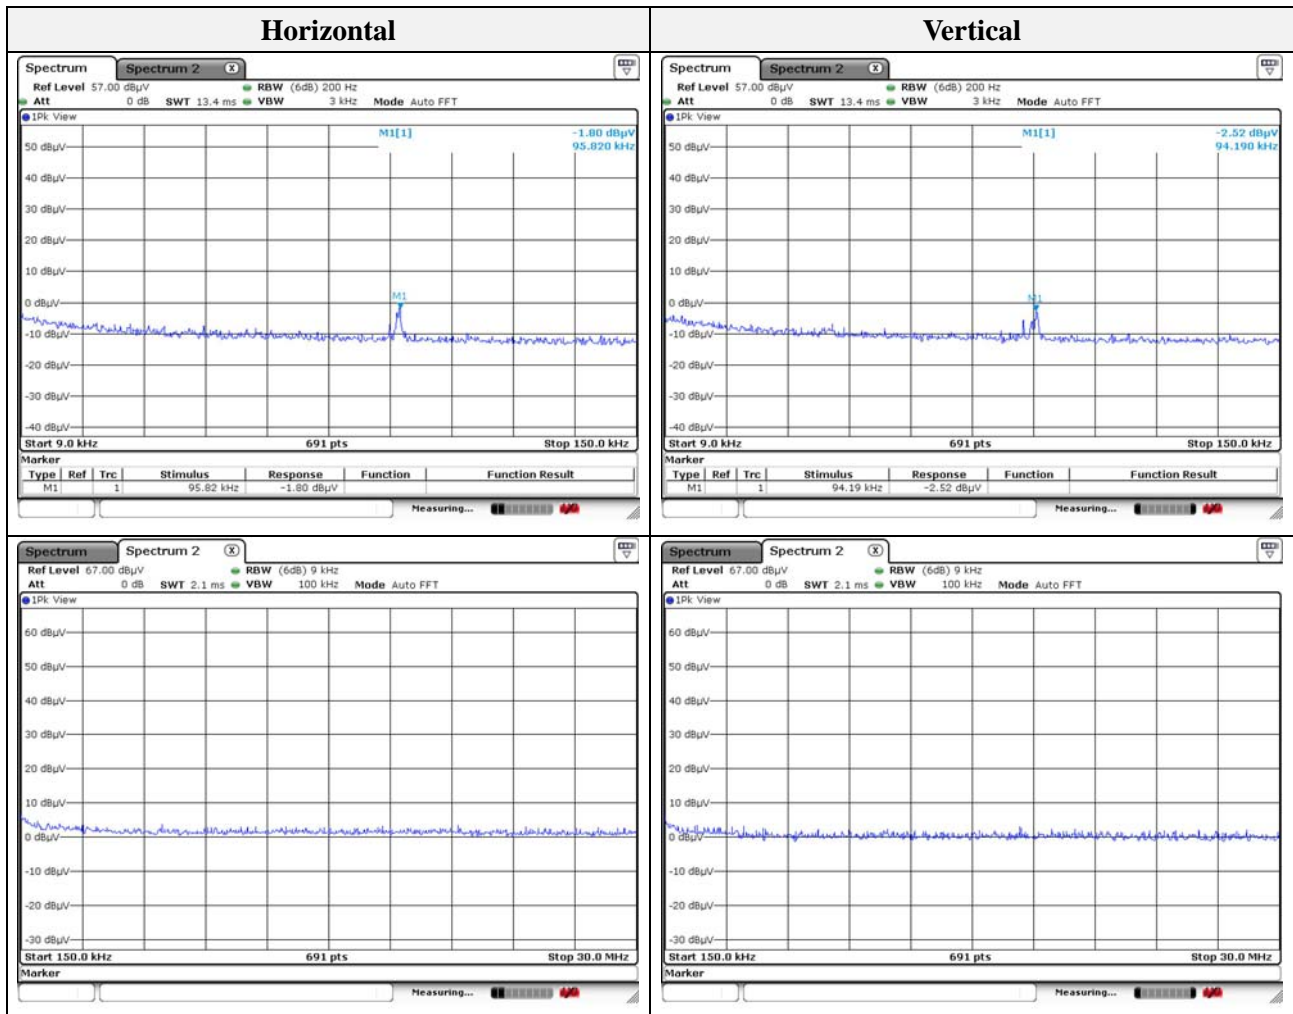 Horizontal
Vertical
Spectrum Spectrum 2 X
Ref Level 57.00 dBµV RBW (6dB) 200 Hz
Att 0 dB SWT 13.4 ms VBW 3 kHz Mode Auto FFT
1Pk View
M1[1] -1.80 dBµV
95.820 kHz
50 dBµV
40 dBµV
30 dBµV
20 dBµV
10 dBµV
M1
0 dBµV
-10 dBµV
-20 dBµV
-30 dBµV
-40 dBµV
Start 9.0 kHz 691 pts Stop 150.0 kHz
Marker
Type Ref Trc Stimulus Response Function Function Result
M1 1 95.82 kHz -1.80 dBµV
Measuring...
Spectrum Spectrum 2 X
Ref Level 57.00 dBµV RBW (6dB) 200 Hz
Att 0 dB SWT 13.4 ms VBW 3 kHz Mode Auto FFT
1Pk View
M1[1] -2.52 dBµV
94.190 kHz
50 dBµV
40 dBµV
30 dBµV
20 dBµV
10 dBµV
M1
0 dBµV
-10 dBµV
-20 dBµV
-30 dBµV
-40 dBµV
Start 9.0 kHz 691 pts Stop 150.0 kHz
Marker
Type Ref Trc Stimulus Response Function Function Result
M1 1 94.19 kHz -2.52 dBµV
Measuring...
Spectrum Spectrum 2 X
Ref Level 67.00 dBµV RBW (6dB) 9 kHz
Att 0 dB SWT 2.1 ms VBW 100 kHz Mode Auto FFT
1Pk View
60 dBµV
50 dBµV
40 dBµV
30 dBµV
20 dBµV
10 dBµV
0 dBµV
-10 dBµV
-20 dBµV
-30 dBµV
Start 150.0 kHz 691 pts Stop 30.0 MHz
Marker
Measuring...
Spectrum Spectrum 2 X
Ref Level 67.00 dBµV RBW (6dB) 9 kHz
Att 0 dB SWT 2.1 ms VBW 100 kHz Mode Auto FFT
1Pk View
60 dBµV
50 dBµV
40 dBµV
30 dBµV
20 dBµV
10 dBµV
0 dBµV
-10 dBµV
-20 dBµV
-30 dBµV
Start 150.0 kHz 691 pts Stop 30.0 MHz
Marker
Measuring...